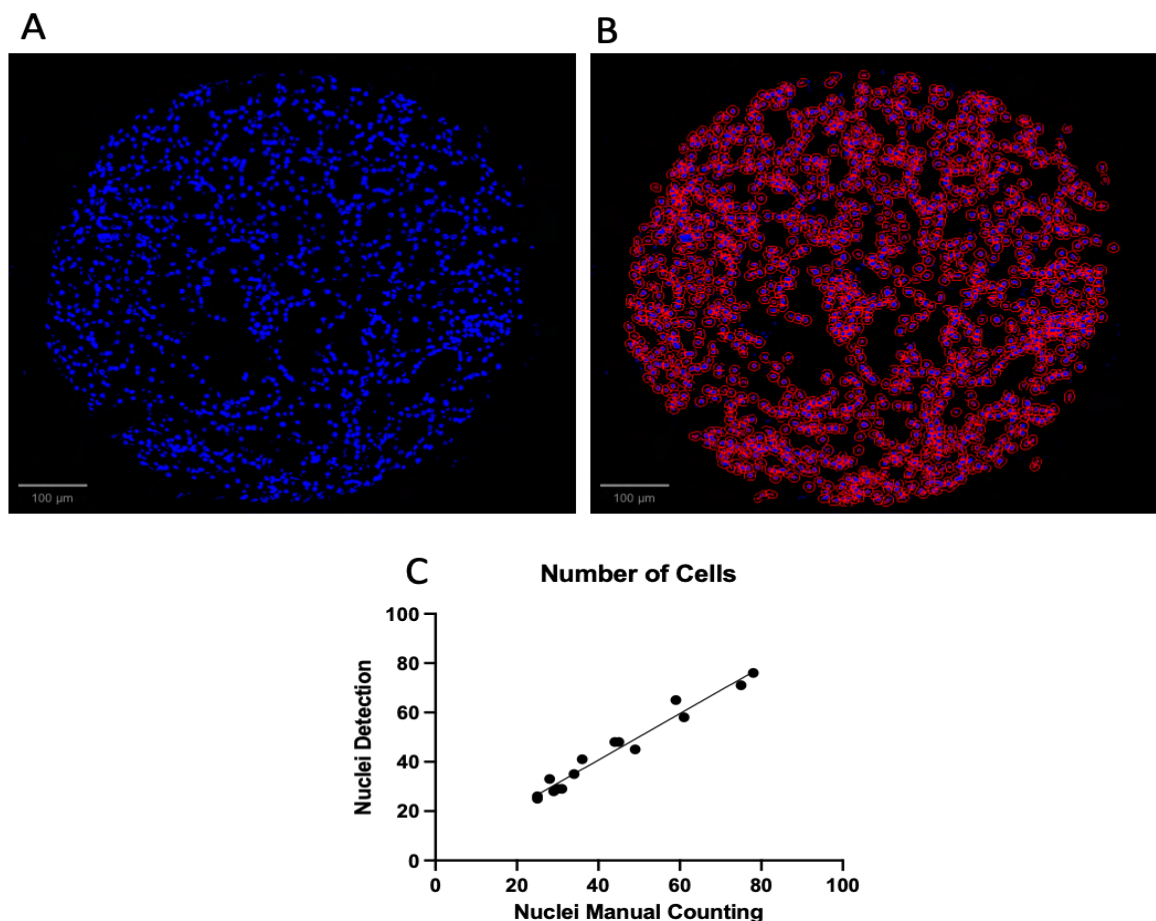 A
B
100 μm
100 μm
C
Number of Cells
100
80
60
40
20
0
Nuclei Detection
0 20 40 60 80 100
Nuclei Manual Counting